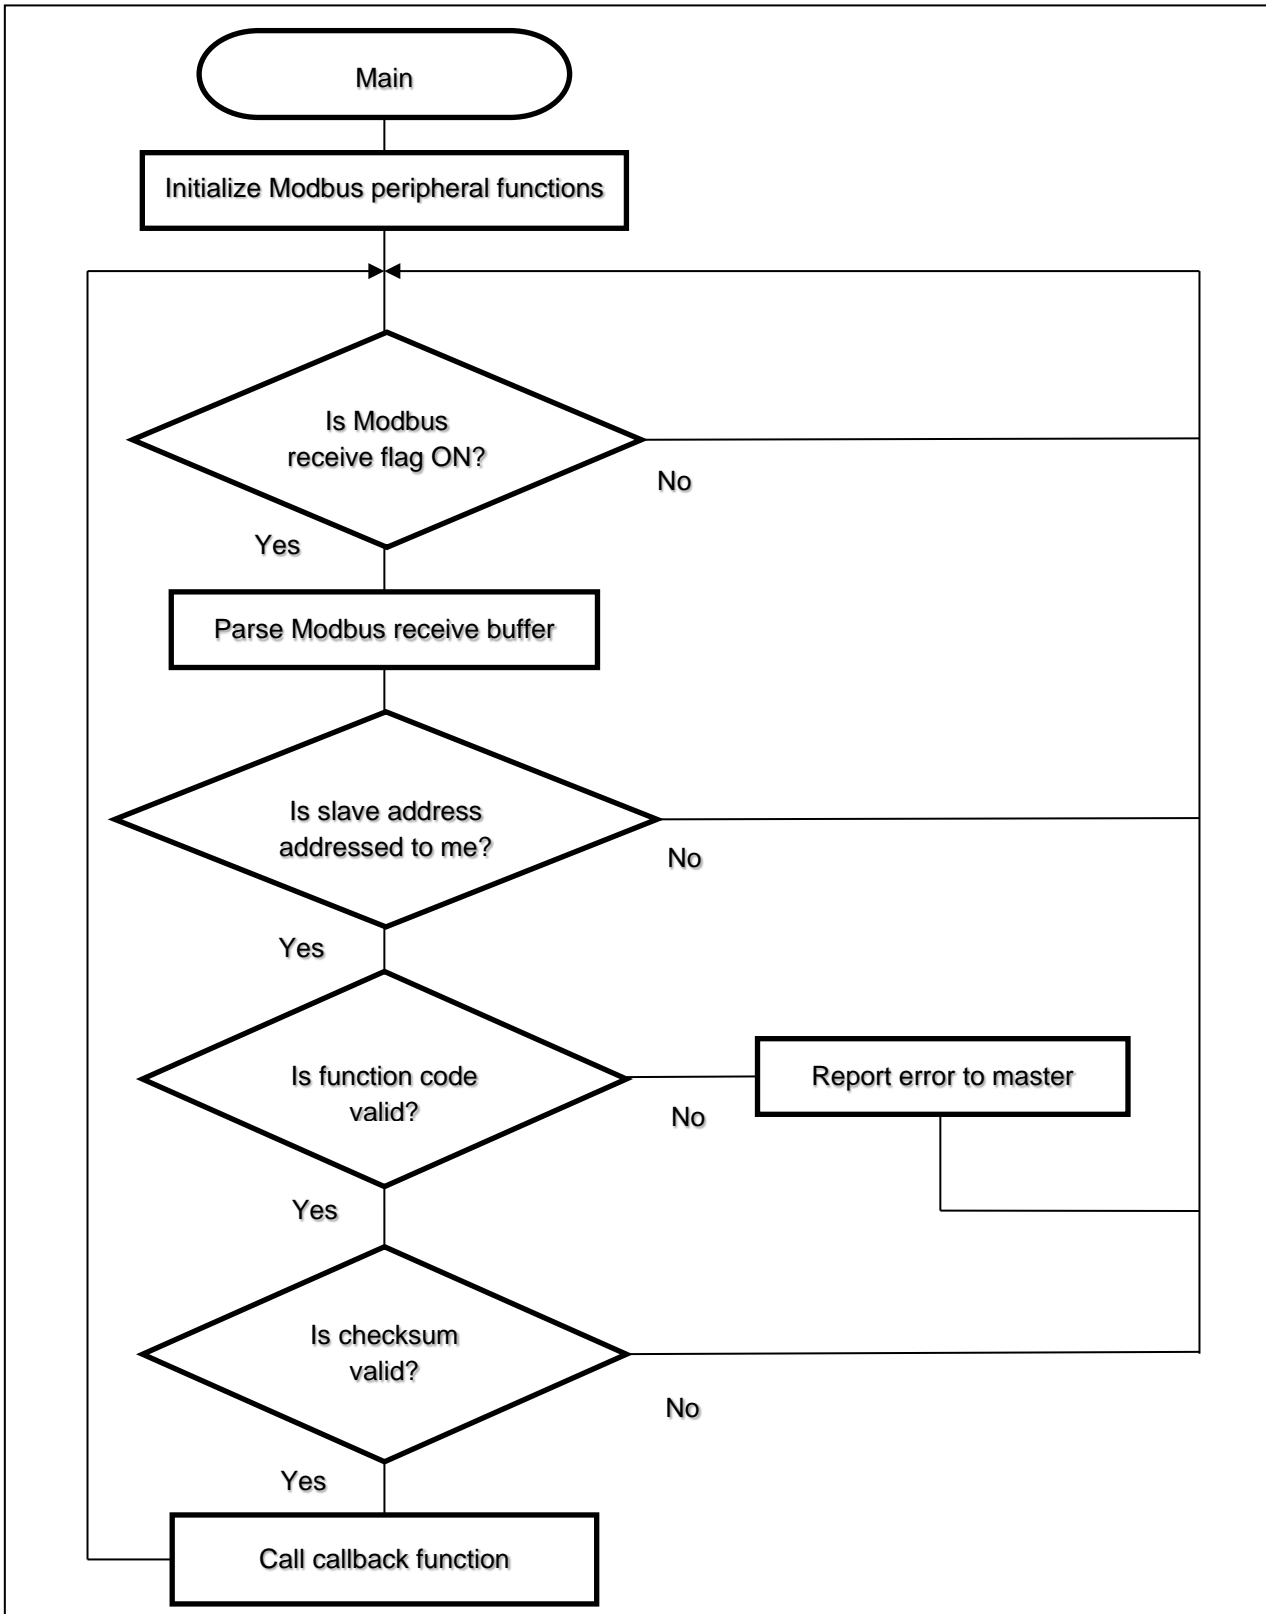 Main
Initialize Modbus peripheral functions
Is Modbus
receive flag ON?
No
Yes
Parse Modbus receive buffer
Is slave address
addressed to me?
No
Yes
Is function code
valid?
No
Report error to master
Yes
Is checksum
valid?
No
Yes
Call callback function